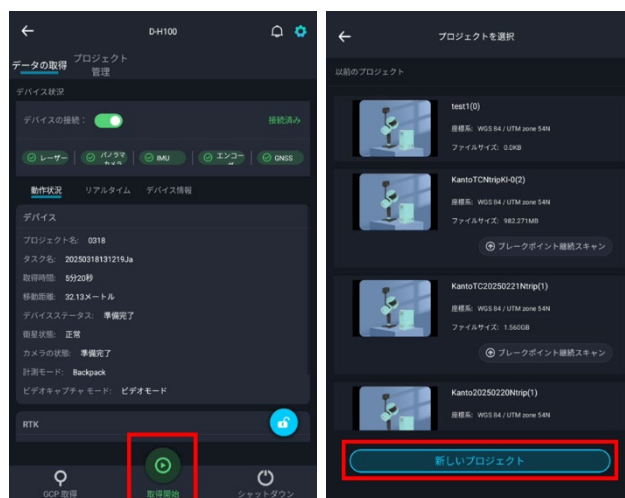 D-H100
データの取得
プロジェクト
管理
デバイス状況
デバイスの接続：
接続済み
レーザー
パノラマ
カメラ
IMU
エンコー
GNSS
動作状況
リアルタイム
デバイス情報
デバイス
プロジェクト名: 0318
タスク名: 20250318131219Ja
取得時間: 5分20秒
移動距離: 32.13メートル
デバイスステータス: 準備完了
衛星状態: 正常
カメラの状態: 準備完了
計測モード: Backpack
ビデオキャプチャ モード: ビデオモード
RTK
GCP 取得
取得開始
シャットダウン
プロジェクトを選択
以前のプロジェクト
test1(0)
座標系: WGS 84 / UTM zone 54N
ファイルサイズ: 0.0KB
KantoTCNtripKI-0(2)
座標系: WGS 84 / UTM zone 54N
ファイルサイズ: 982.271MB
ブレークポイント継続スキャン
KantoTC20250221Ntrip(1)
座標系: WGS 84 / UTM zone 54N
ファイルサイズ: 1.560GB
ブレークポイント継続スキャン
Kanto20250220Ntrip(1)
座標系: WGS 84 / UTM zone 54N
新しいプロジェクト